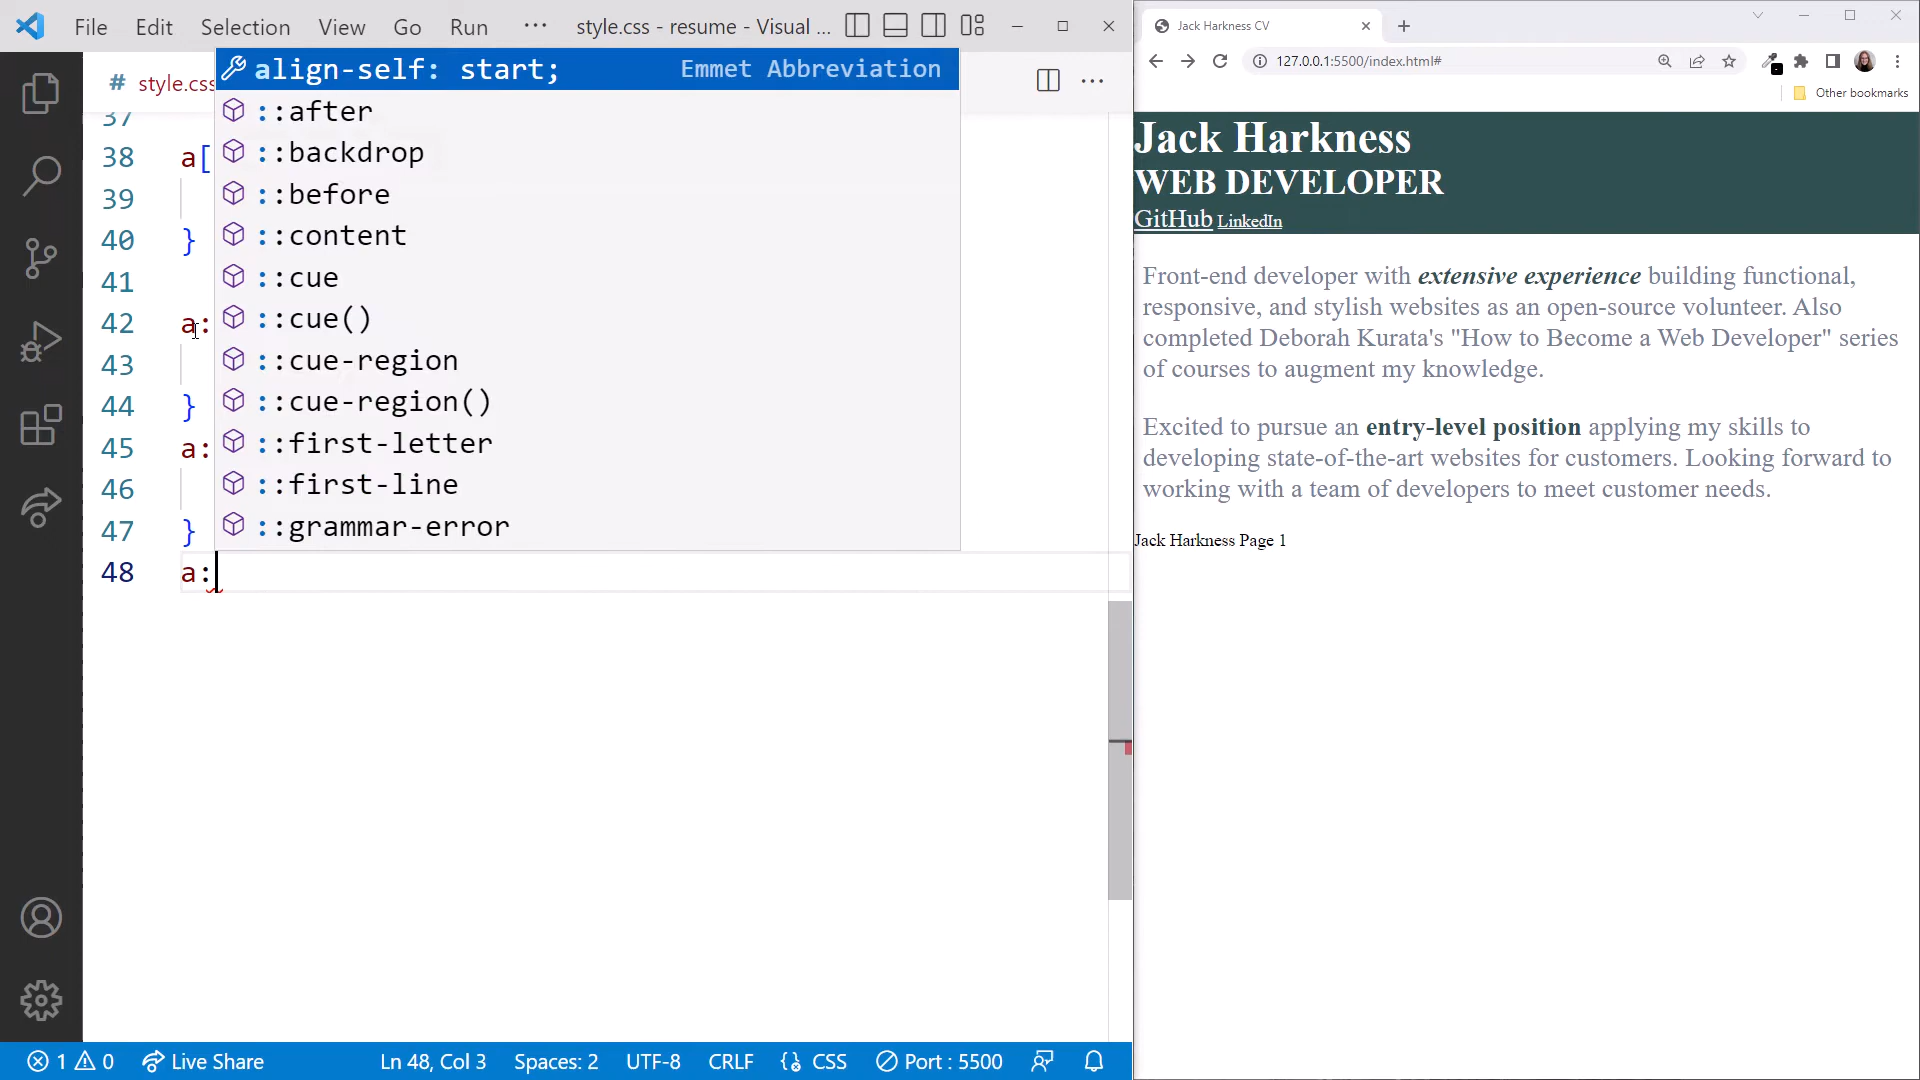 File Edit Selection View Go Run ··· style.css - resume - Visual ...
# style.css
align-self: start; Emmet Abbreviation
::after
::backdrop
::before
::content
::cue
::cue()
::cue-region
::cue-region()
::first-letter
::first-line
::grammar-error
37
38 a[
39
40 }
41
42 a:
43
44 }
45 a:
46
47 }
48 a:
1 0 Live Share Ln 48, Col 3 Spaces: 2 UTF-8 CRLF {} CSS Port : 5500
Jack Harkness CV
127.0.0.1:5500/index.html#
Other bookmarks
Jack Harkness
WEB DEVELOPER
GitHub LinkedIn
Front-end developer with extensive experience building functional,
responsive, and stylish websites as an open-source volunteer. Also
completed Deborah Kurata's "How to Become a Web Developer" series
of courses to augment my knowledge.
Excited to pursue an entry-level position applying my skills to
developing state-of-the-art websites for customers. Looking forward to
working with a team of developers to meet customer needs.
Jack Harkness Page 1